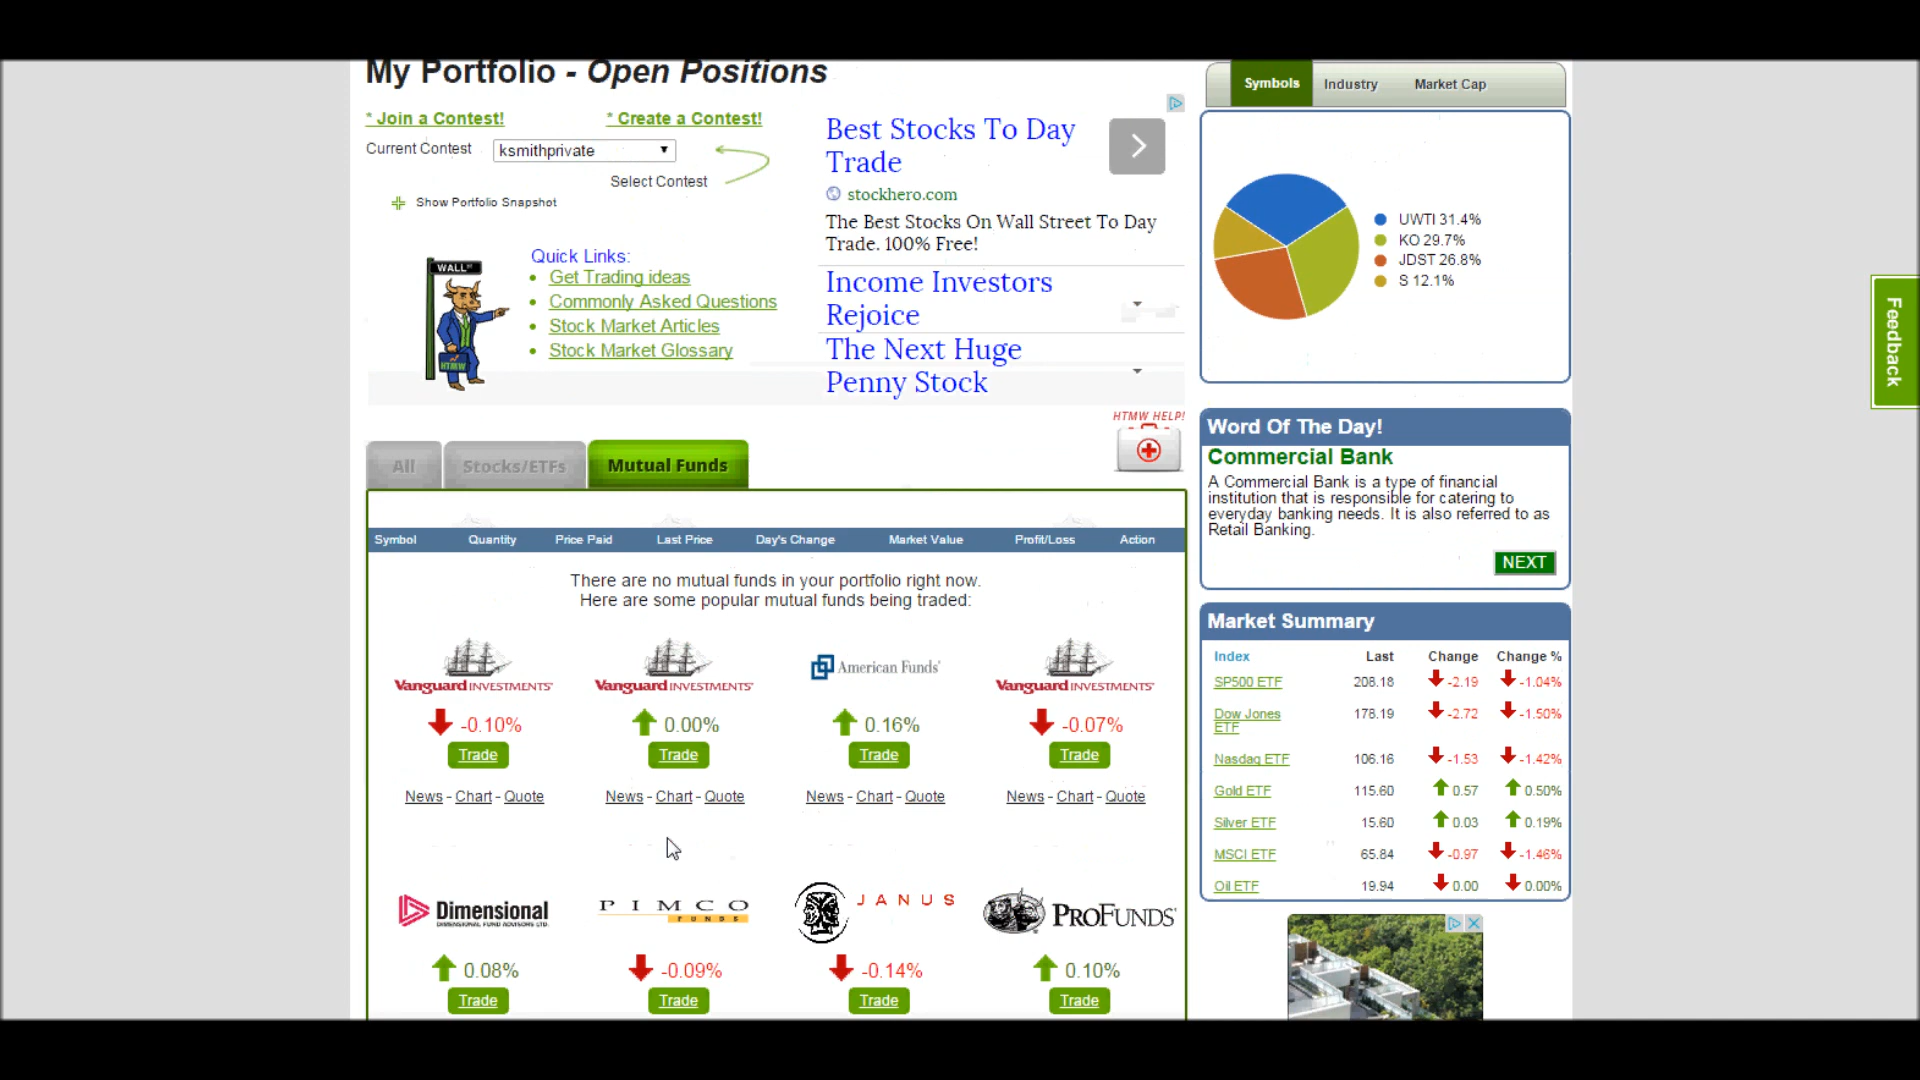 My Portfolio - Open Positions
* Join a Contest!
* Create a Contest!
Current Contest
ksmithprivate
Select Contest
Show Portfolio Snapshot
WALL ST
HTMW
Quick Links:
Get Trading ideas
Commonly Asked Questions
Stock Market Articles
Stock Market Glossary
Best Stocks To Day
Trade
stockhero.com
The Best Stocks On Wall Street To Day
Trade. 100% Free!
Income Investors
Rejoice
The Next Huge
Penny Stock
HTMW HELP!
All
Stocks/ETFs
Mutual Funds
Symbol Quantity Price Paid Last Price Day's Change Market Value Profit/Loss Action
There are no mutual funds in your portfolio right now.
Here are some popular mutual funds being traded:
Vanguard INVESTMENTS Vanguard INVESTMENTS American Funds Vanguard INVESTMENTS
-0.10% 0.00% 0.16% -0.07%
Trade Trade Trade Trade
News - Chart - Quote News - Chart - Quote News - Chart - Quote News - Chart - Quote
Dimensional
DIMENSIONAL FUND ADVISORS LTD.
PIMCO
FUNDS
JANUS
PROFUNDS
0.08% -0.09% -0.14% 0.10%
Trade Trade Trade Trade
Symbols Industry Market Cap
UWTI 31.4%
KO 29.7%
JDST 26.8%
S 12.1%
Word Of The Day!
Commercial Bank
A Commercial Bank is a type of financial
institution that is responsible for catering to
everyday banking needs. It is also referred to as
Retail Banking.
NEXT
Market Summary
Index Last Change Change %
SP500 ETF 208.18 -2.19 -1.04%
Dow Jones
ETF 178.19 -2.72 -1.50%
Nasdaq ETF 106.16 -1.53 -1.42%
Gold ETF 115.60 0.57 0.50%
Silver ETF 15.60 0.03 0.19%
MSCI ETF 65.84 -0.97 -1.46%
Oil ETF 19.94 0.00 0.00%
Feedback